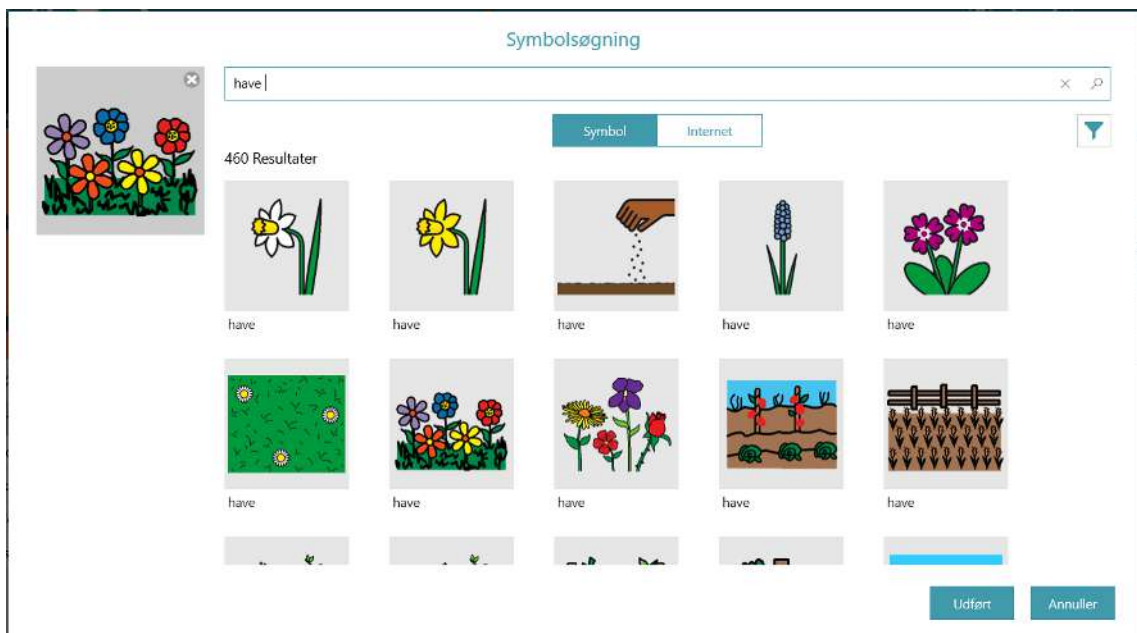 Symbolsøgning
have
Symbol Internet
460 Resultater
have have have have have
have have have have have
Udført Annuller